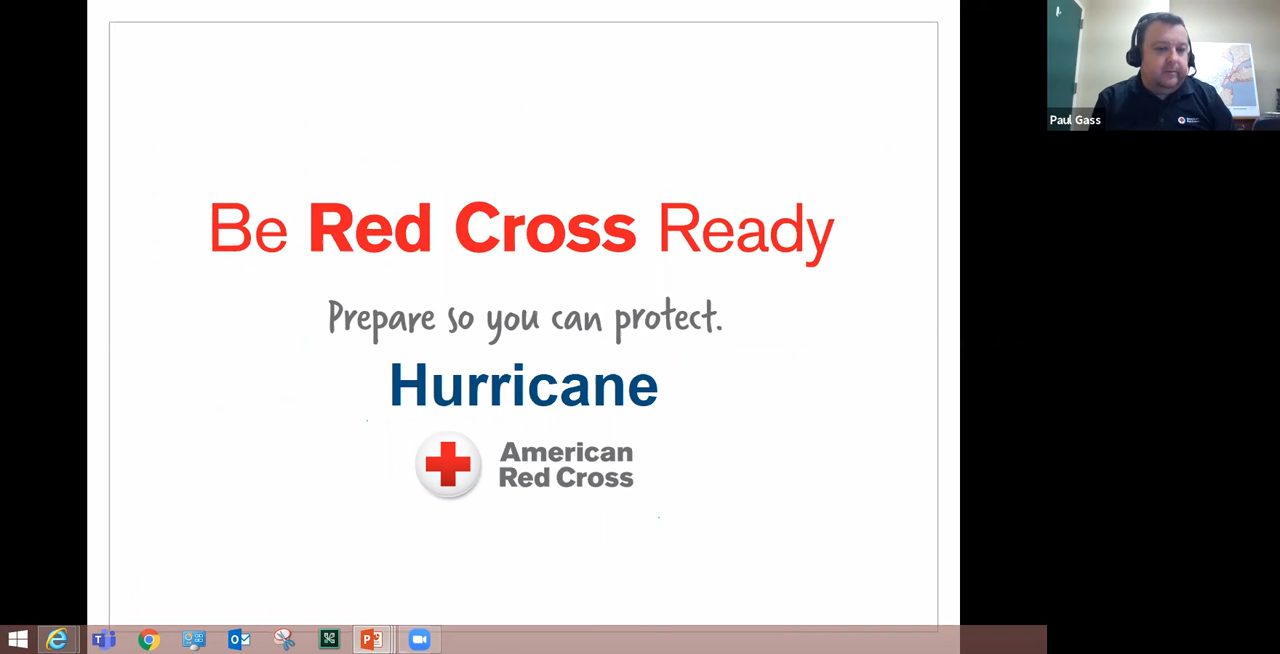 Be Red Cross Ready
Prepare so you can protect.
Hurricane
American
Red Cross
Paul Gass